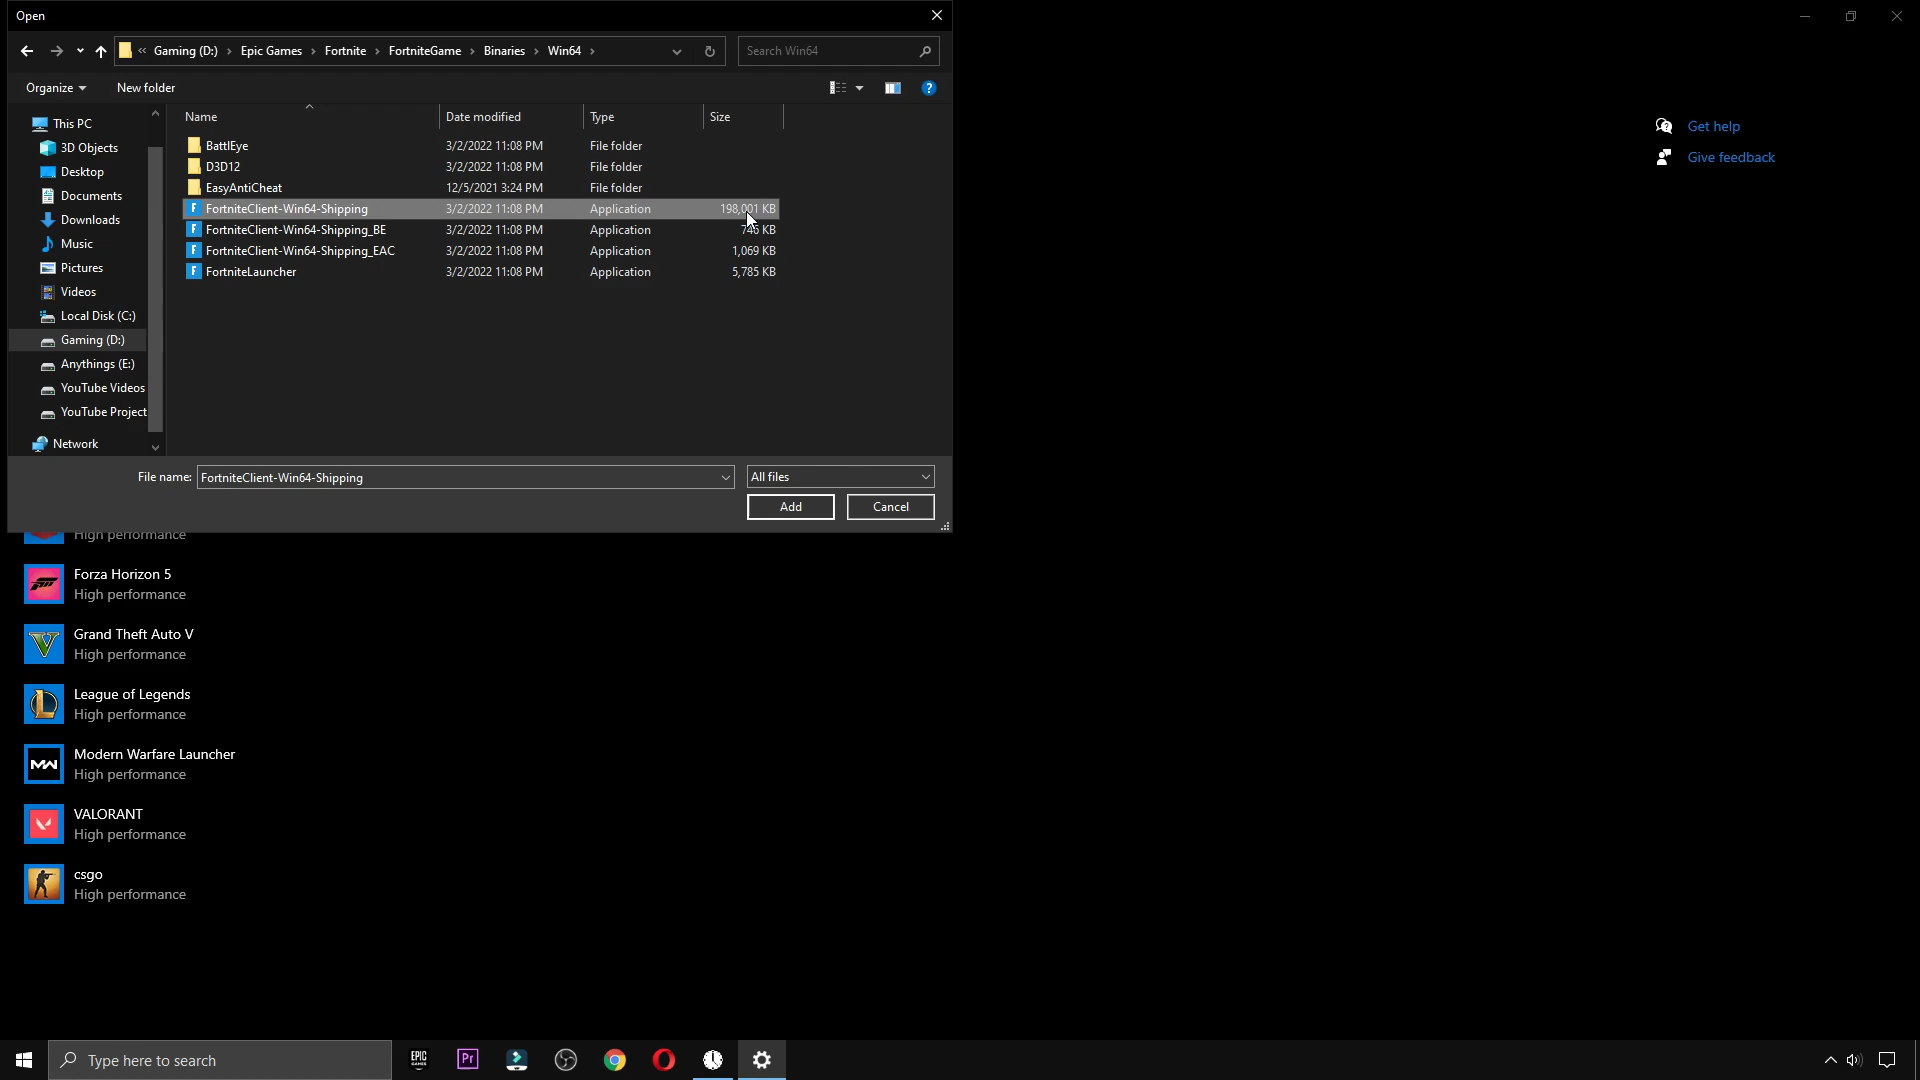 Open
« Gaming (D:) › Epic Games › Fortnite › FortniteGame › Binaries › Win64 ›
Search Win64
Organize
New folder
Name Date modified Type Size
This PC
3D Objects
Desktop
Documents
Downloads
Music
Pictures
Videos
Local Disk (C:)
Gaming (D:)
Anythings (E:)
YouTube Videos
YouTube Project
Network
BattlEye 3/2/2022 11:08 PM File folder
D3D12 3/2/2022 11:08 PM File folder
EasyAntiCheat 12/5/2021 3:24 PM File folder
FortniteClient-Win64-Shipping 3/2/2022 11:08 PM Application 198,001 KB
FortniteClient-Win64-Shipping_BE 3/2/2022 11:08 PM Application 746 KB
FortniteClient-Win64-Shipping_EAC 3/2/2022 11:08 PM Application 1,069 KB
FortniteLauncher 3/2/2022 11:08 PM Application 5,785 KB
File name: FortniteClient-Win64-Shipping
All files
Add Cancel
Get help
Give feedback
High performance
Forza Horizon 5
High performance
Grand Theft Auto V
High performance
League of Legends
High performance
Modern Warfare Launcher
High performance
VALORANT
High performance
csgo
High performance
Type here to search
EPIC
GAMES
Pr